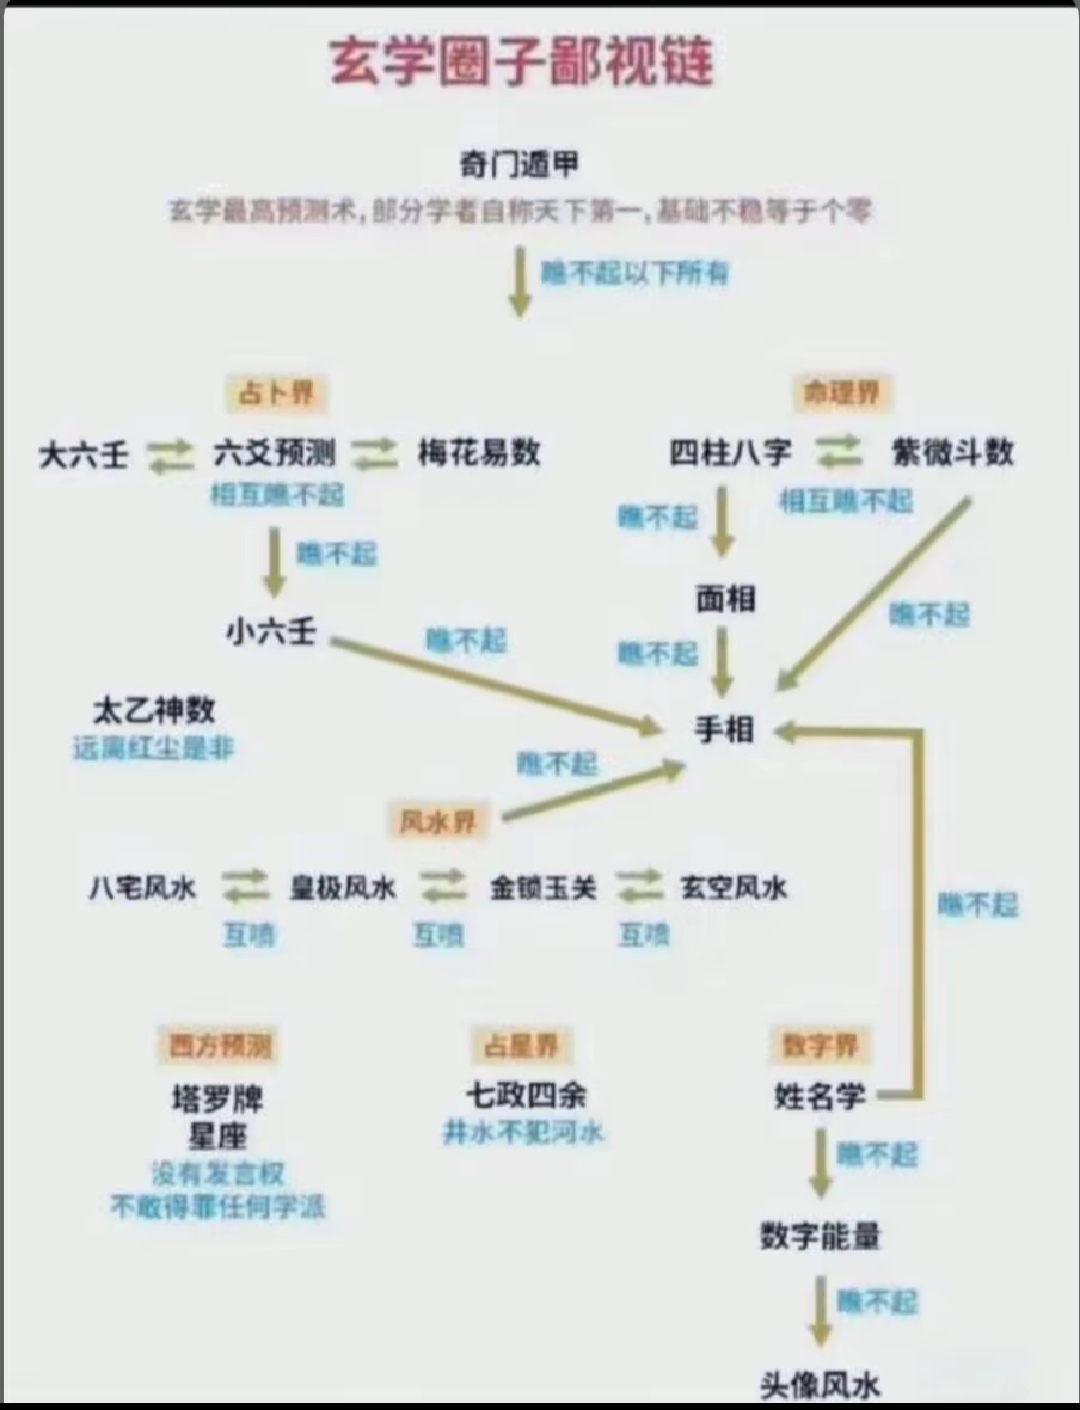 玄学圈子鄙视链
奇门遁甲
玄学最高预测术,部分学者自称天下第一,基础不稳等于个零
瞧不起以下所有
占卜界
命理界
大六壬 六爻预测 梅花易数
四柱八字 紫微斗数
相互瞧不起
相互瞧不起
瞧不起
瞧不起
面相
瞧不起
小六壬
瞧不起
瞧不起
手相
太乙神数
远离红尘是非
瞧不起
风水界
八宅风水 皇极风水 金锁玉关 玄空风水
互喷 互喷 互喷
瞧不起
西方预测
塔罗牌
星座
没有发言权
不敢得罪任何学派
占星界
七政四余
井水不犯河水
数字界
姓名学
瞧不起
数字能量
瞧不起
头像风水